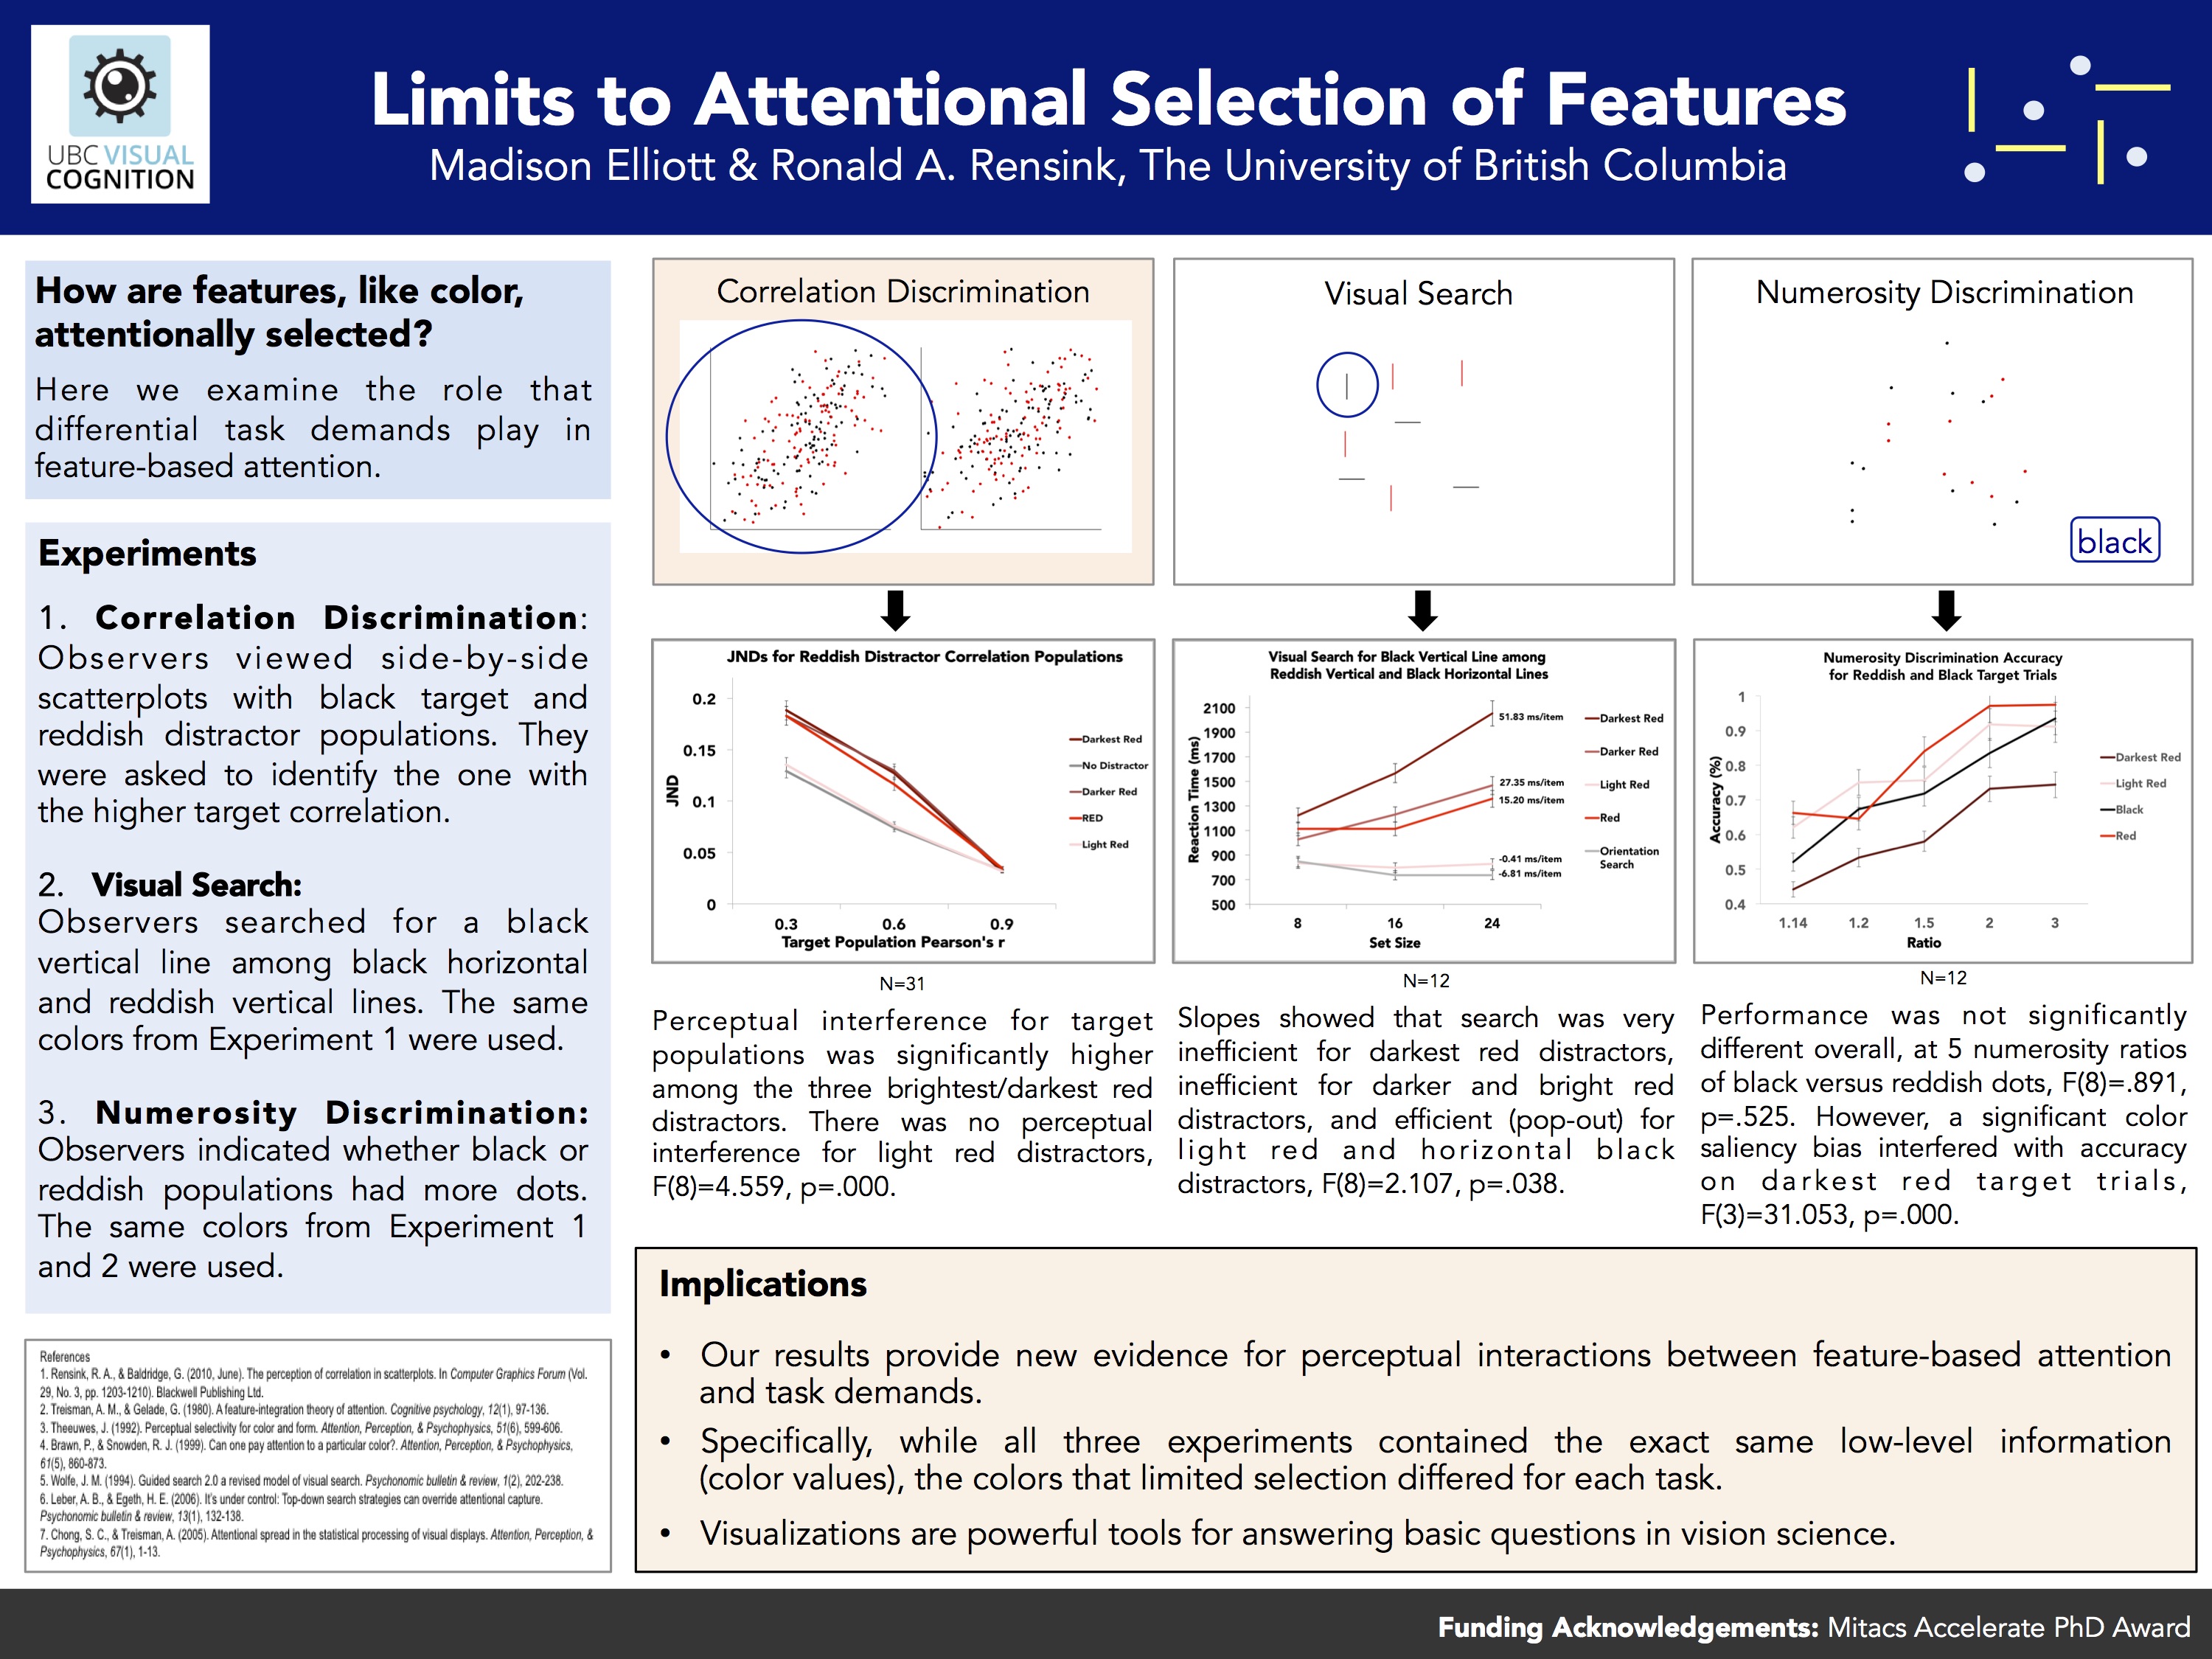 UBC VISUAL
COGNITION
Limits to Attentional Selection of Features
Madison Elliott & Ronald A. Rensink, The University of British Columbia
How are features, like color,
attentionally selected?
Here we examine the role that
differential task demands play in
feature-based attention.
Experiments
1. Correlation Discrimination:
Observers viewed side-by-side
scatterplots with black target and
reddish distractor populations. They
were asked to identify the one with
the higher target correlation.
2. Visual Search:
Observers searched for a black
vertical line among black horizontal
and reddish vertical lines. The same
colors from Experiment 1 were used.
3. Numerosity Discrimination:
Observers indicated whether black or
reddish populations had more dots.
The same colors from Experiment 1
and 2 were used.
References
1. Rensink, R. A., & Baldridge, G. (2010, June). The perception of correlation in scatterplots. In Computer Graphics Forum (Vol.
29, No. 3, pp. 1203-1210). Blackwell Publishing Ltd.
2. Treisman, A. M., & Gelade, G. (1980). A feature-integration theory of attention. Cognitive psychology, 12(1), 97-136.
3. Theeuwes, J. (1992). Perceptual selectivity for color and form. Attention, Perception, & Psychophysics, 51(6), 599-606.
4. Brawn, P., & Snowden, R. J. (1999). Can one pay attention to a particular color?. Attention, Perception, & Psychophysics,
61(5), 860-873.
5. Wolfe, J. M. (1994). Guided search 2.0 a revised model of visual search. Psychonomic bulletin & review, 1(2), 202-238.
6. Leber, A. B., & Egeth, H. E. (2006). It's under control: Top-down search strategies can override attentional capture.
Psychonomic bulletin & review, 13(1), 132-138.
7. Chong, S. C., & Treisman, A. (2005). Attentional spread in the statistical processing of visual displays. Attention, Perception, &
Psychophysics, 67(1), 1-13.
Correlation Discrimination
JNDs for Reddish Distractor Correlation Populations
JND
0.2
0.15
0.1
0.05
0
0.3 0.6 0.9
Target Population Pearson's r
Darkest Red
No Distractor
Darker Red
RED
Light Red
N=31
Perceptual interference for target
populations was significantly higher
among the three brightest/darkest red
distractors. There was no perceptual
interference for light red distractors,
F(8)=4.559, p=.000.
Visual Search
Visual Search for Black Vertical Line among
Reddish Vertical and Black Horizontal Lines
Reaction Time (ms)
2100
1900
1700
1500
1300
1100
900
700
500
8 16 24
Set Size
51.83 ms/item
27.35 ms/item
15.20 ms/item
-0.41 ms/item
-6.81 ms/item
Darkest Red
Darker Red
Light Red
Red
Orientation
Search
N=12
Slopes showed that search was very
inefficient for darkest red distractors,
inefficient for darker and bright red
distractors, and efficient (pop-out) for
light red and horizontal black
distractors, F(8)=2.107, p=.038.
Numerosity Discrimination
black
Numerosity Discrimination Accuracy
for Reddish and Black Target Trials
Accuracy (%)
1
0.9
0.8
0.7
0.6
0.5
0.4
1.14 1.2 1.5 2 3
Ratio
Darkest Red
Light Red
Black
Red
N=12
Performance was not significantly
different overall, at 5 numerosity ratios
of black versus reddish dots, F(8)=.891,
p=.525. However, a significant color
saliency bias interfered with accuracy
on darkest red target trials,
F(3)=31.053, p=.000.
Implications
• Our results provide new evidence for perceptual interactions between feature-based attention
and task demands.
• Specifically, while all three experiments contained the exact same low-level information
(color values), the colors that limited selection differed for each task.
• Visualizations are powerful tools for answering basic questions in vision science.
Funding Acknowledgements: Mitacs Accelerate PhD Award